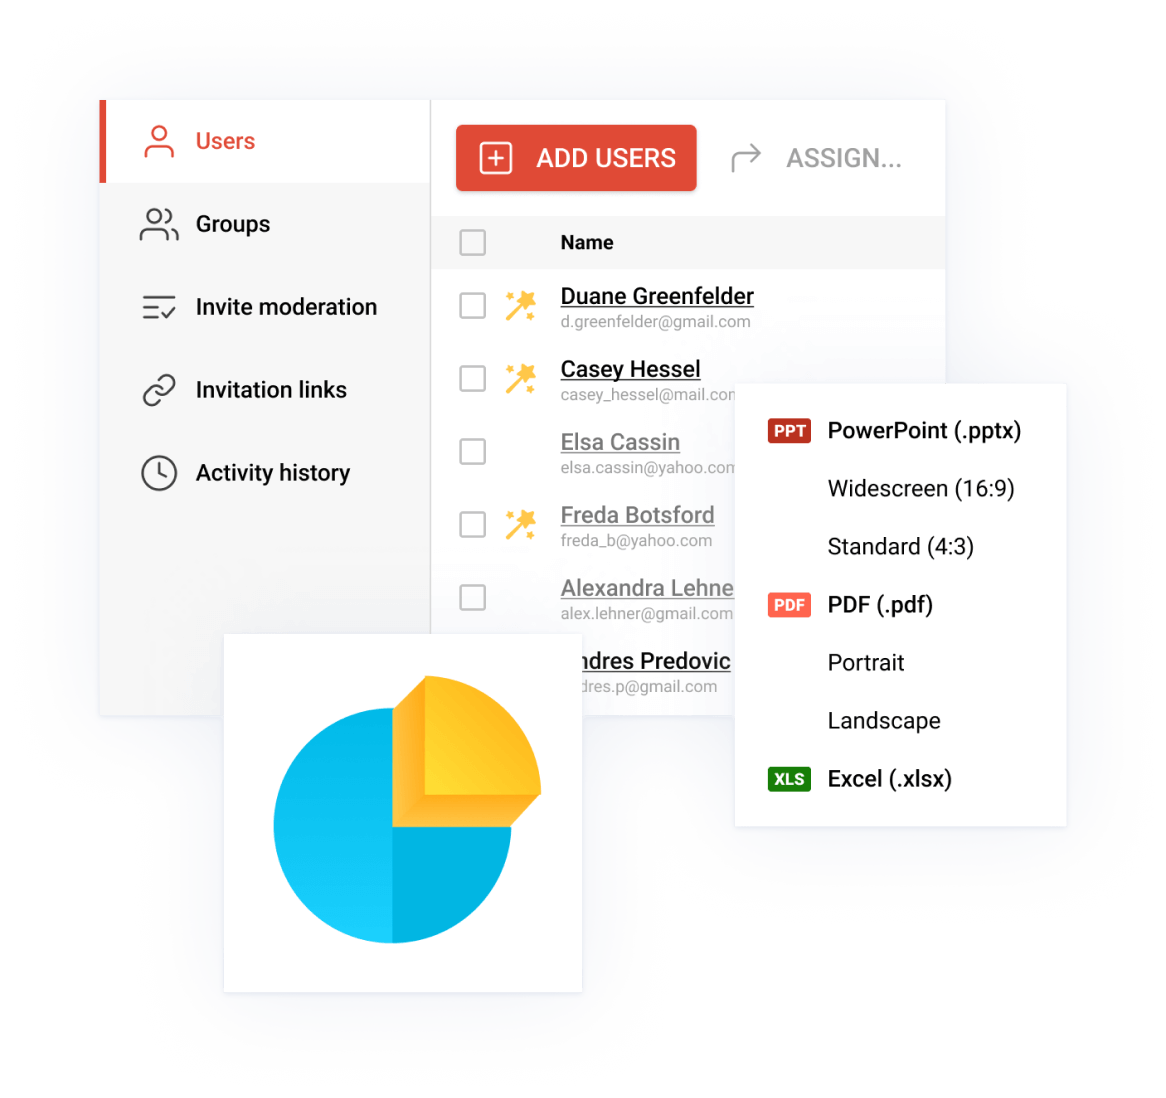 Users
Groups
Invite moderation
Invitation links
Activity history
ADD USERS
ASSIGN...
Name
Duane Greenfelder
d.greenfelder@gmail.com
Casey Hessel
casey_hessel@mail.com
Elsa Cassin
elsa.cassin@yahoo.com
Freda Botsford
freda_b@yahoo.com
Alexandra Lehne
alex.lehner@gmail.com
ndres Predovic
dres.p@gmail.com
PPT PowerPoint (.pptx)
Widescreen (16:9)
Standard (4:3)
PDF PDF (.pdf)
Portrait
Landscape
XLS Excel (.xlsx)